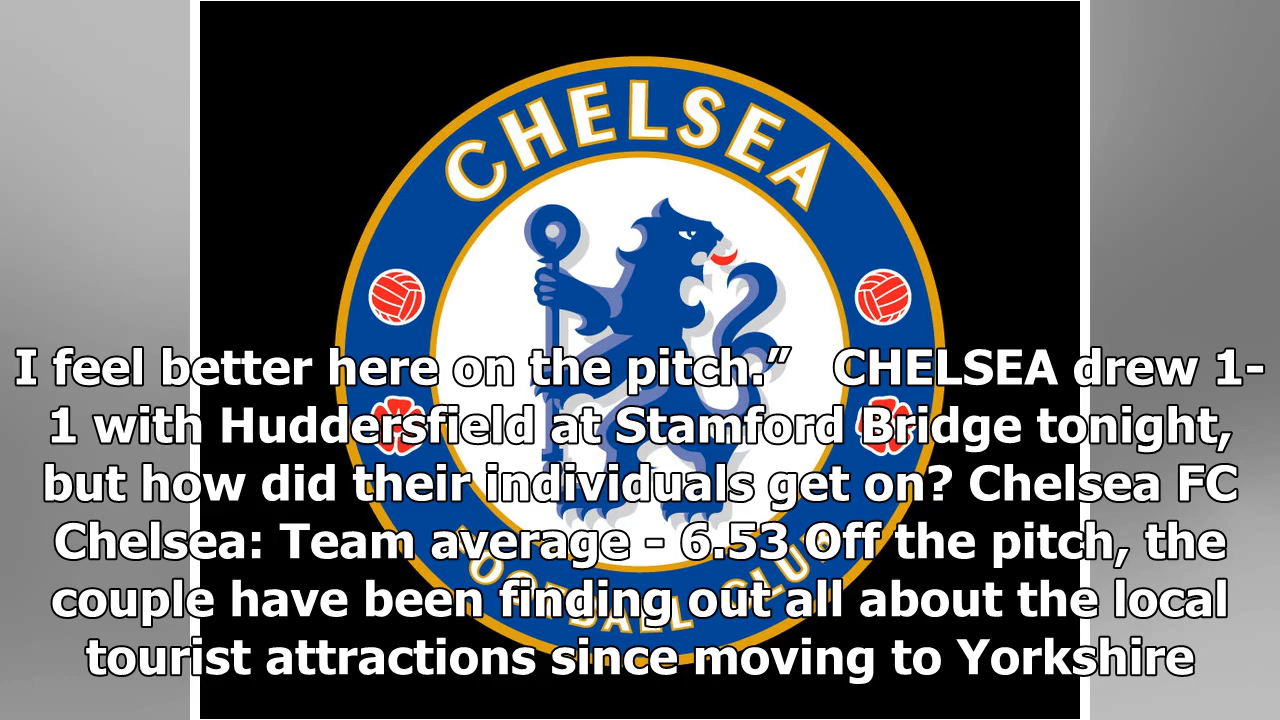 CHELSEA
I feel better here on the pitch.” CHELSEA drew 1-
1 with Huddersfield at Stamford Bridge tonight,
but how did their individuals get on? Chelsea FC
Chelsea: Team average - 6.53 Off the pitch, the
couple have been finding out all about the local
tourist attractions since moving to Yorkshire
FOOTBALL CLUB